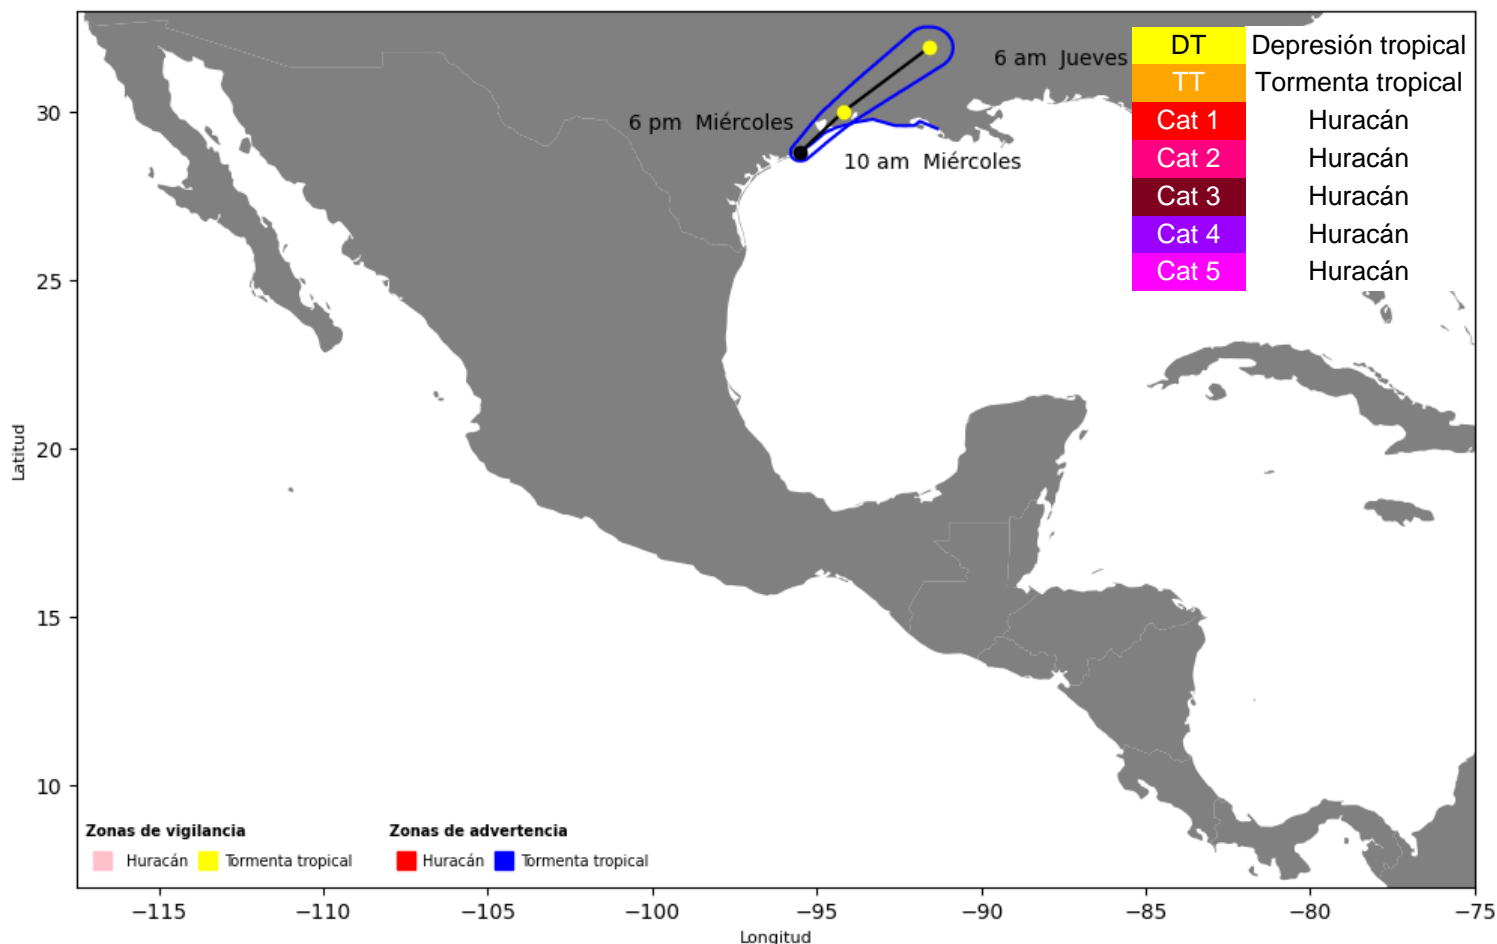 DT Depresión tropical
TT Tormenta tropical
Cat 1 Huracán
Cat 2 Huracán
Cat 3 Huracán
Cat 4 Huracán
Cat 5 Huracán
6 am Jueves
6 pm Miércoles
10 am Miércoles
30
25
20
15
10
Latitud
Zonas de vigilancia
Huracán Tormenta tropical
Zonas de advertencia
Huracán Tormenta tropical
−115 −110 −105 −100 −95 −90 −85 −80 −75
Longitud